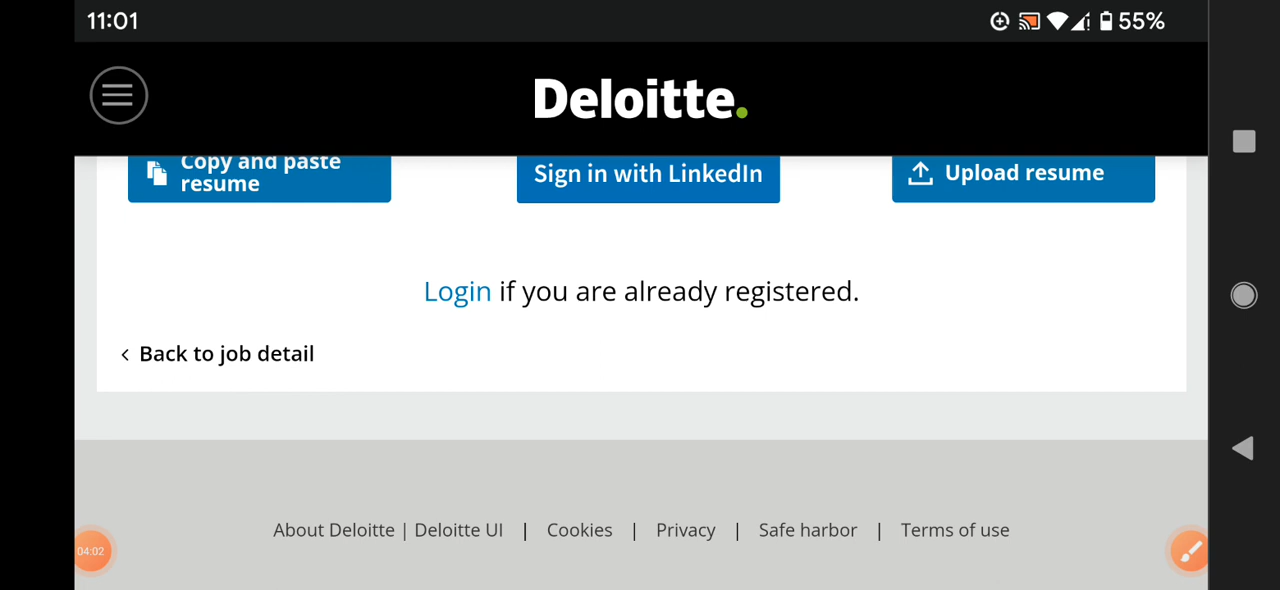 11:01
55%
Deloitte.
Copy and paste
resume
Sign in with LinkedIn
Upload resume
Login if you are already registered.
Back to job detail
About Deloitte | Deloitte UI | Cookies | Privacy | Safe harbor | Terms of use
04:02